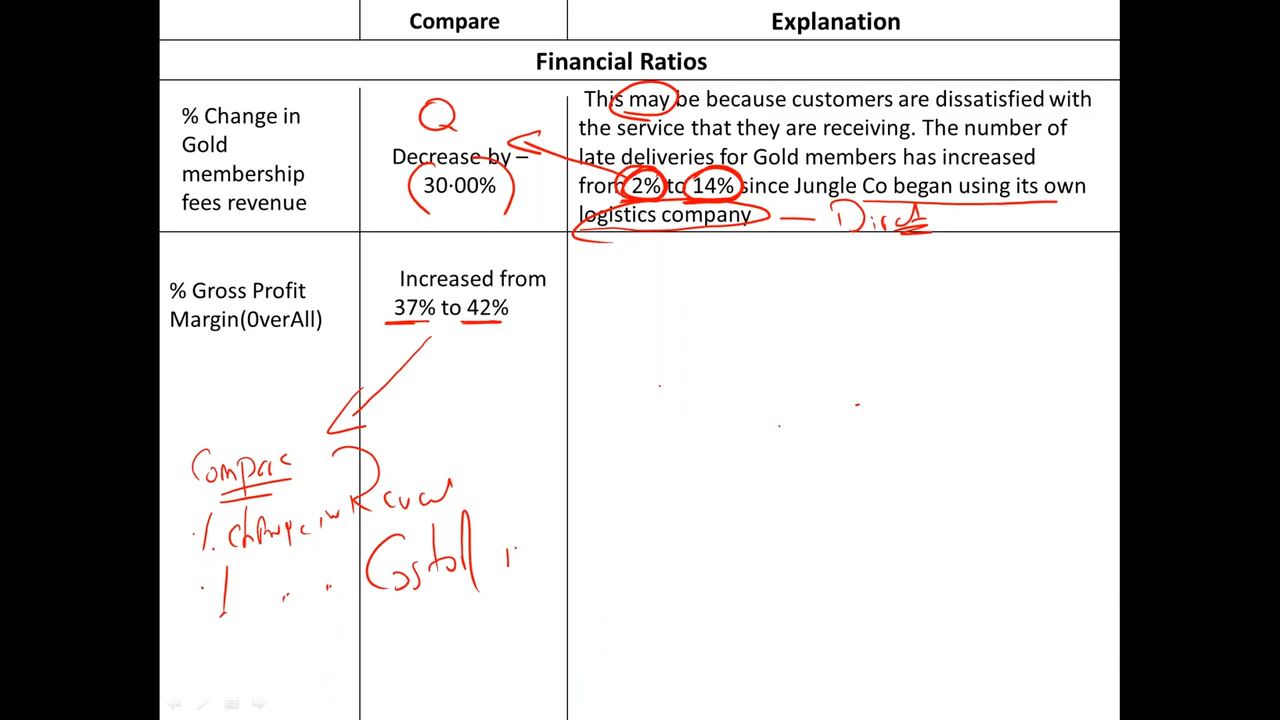 Compare Explanation
Financial Ratios
% Change in
Gold
membership
fees revenue
Q
Decrease by –
30·00%
This may be because customers are dissatisfied with
the service that they are receiving. The number of
late deliveries for Gold members has increased
from 2% to 14% since Jungle Co began using its own
logistics company
% Gross Profit
Margin(0verAll)
Increased from
37% to 42%
Compare
% change in